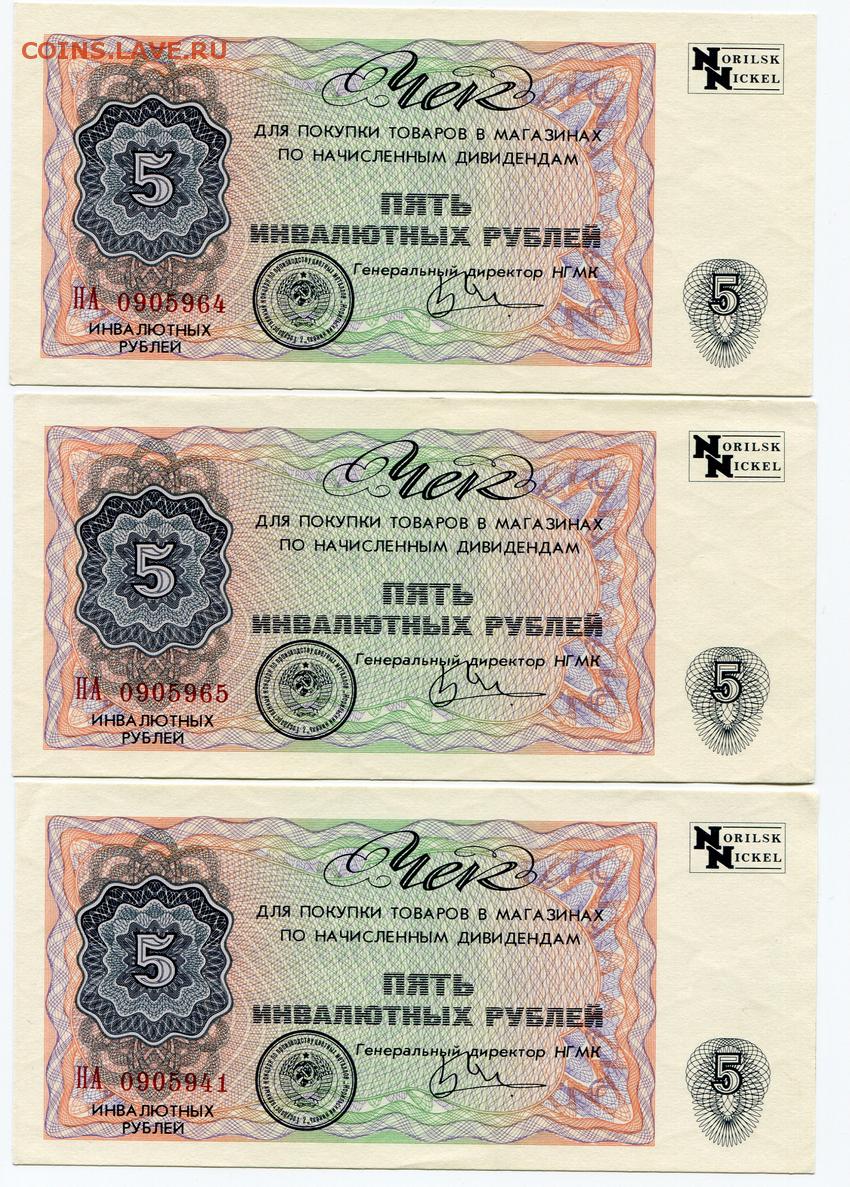 COINS.LAVE.RU
Чек
NORILSK
NICKEL
ДЛЯ ПОКУПКИ ТОВАРОВ В МАГАЗИНАХ
ПО НАЧИСЛЕННЫМ ДИВИДЕНДАМ
5
ПЯТЬ
ИНВАЛЮТНЫХ РУБЛЕЙ
Генеральный директор НГМК
5
НА 0905964
ИНВАЛЮТНЫХ
РУБЛЕЙ
Чек
NORILSK
NICKEL
ДЛЯ ПОКУПКИ ТОВАРОВ В МАГАЗИНАХ
ПО НАЧИСЛЕННЫМ ДИВИДЕНДАМ
5
ПЯТЬ
ИНВАЛЮТНЫХ РУБЛЕЙ
Генеральный директор НГМК
5
НА 0905965
ИНВАЛЮТНЫХ
РУБЛЕЙ
Чек
NORILSK
NICKEL
ДЛЯ ПОКУПКИ ТОВАРОВ В МАГАЗИНАХ
ПО НАЧИСЛЕННЫМ ДИВИДЕНДАМ
5
ПЯТЬ
ИНВАЛЮТНЫХ РУБЛЕЙ
Генеральный директор НГМК
5
НА 0905941
ИНВАЛЮТНЫХ
РУБЛЕЙ